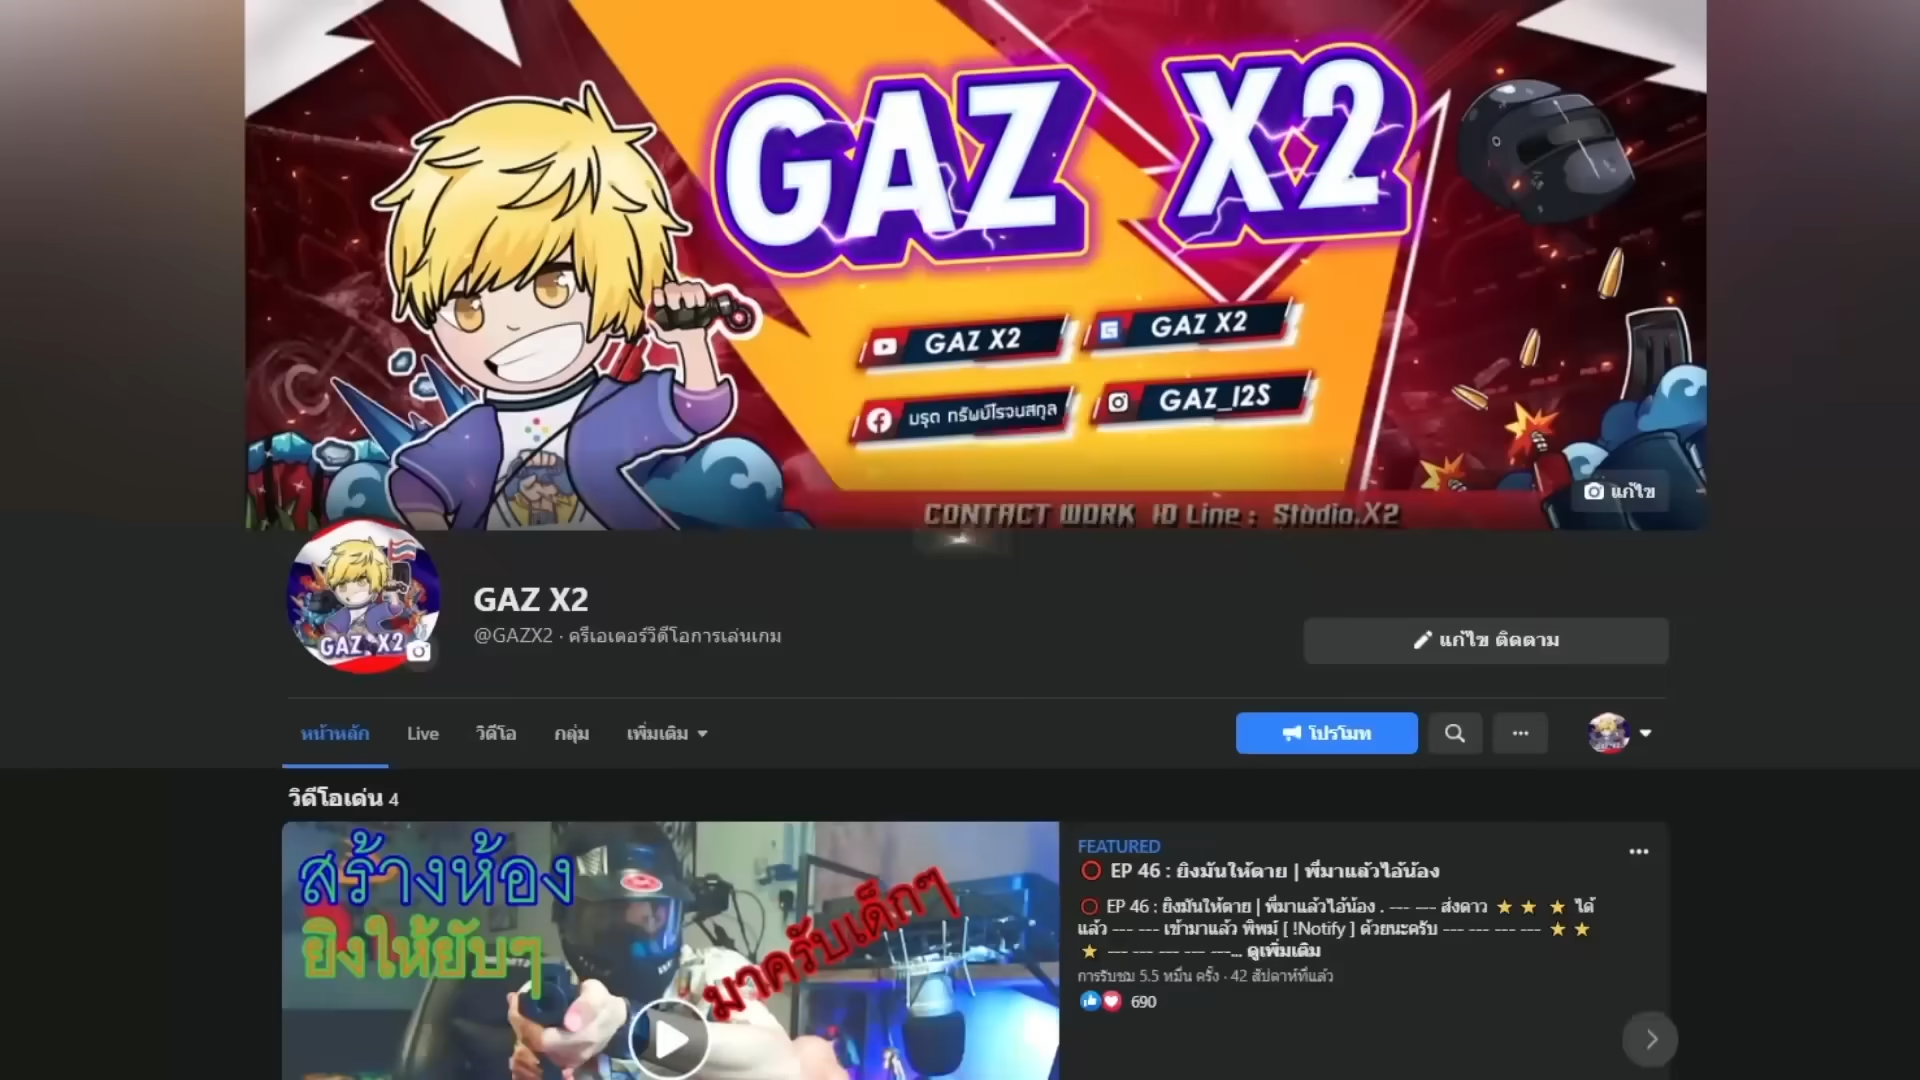 GAZ X2
GAZ X2
GAZ X2
มรุต ทรัพย์โรจนสกุล
GAZ_I2S
CONTACT WORK ID Line : Studio.X2
แก้ไข
GAZ X2
GAZ X2
@GAZX2 · ครีเอเตอร์วิดีโอการเล่นเกม
แก้ไข ติดตาม
หน้าหลัก
Live
วิดีโอ
กลุ่ม
เพิ่มเติม
โปรโมท
วิดีโอเด่น 4
สร้างห้อง
ยิงให้ยับๆ
มาครับเด็กๆ
FEATURED
⭕ EP 46 : ยิงมันให้ตาย | พี่มาแล้วไอ้น้อง
⭕ EP 46 : ยิงมันให้ตาย | พี่มาแล้วไอ้น้อง . --- --- ส่งดาว ⭐ ⭐ ⭐ ได้
แล้ว --- --- เข้ามาแล้ว พิพม์ [ !Notify ] ด้วยนะครับ --- --- --- --- ⭐ ⭐
⭐ --- --- --- --- ---... ดูเพิ่มเติม
การรับชม 5.5 หมื่น ครั้ง · 42 สัปดาห์ที่แล้ว
690